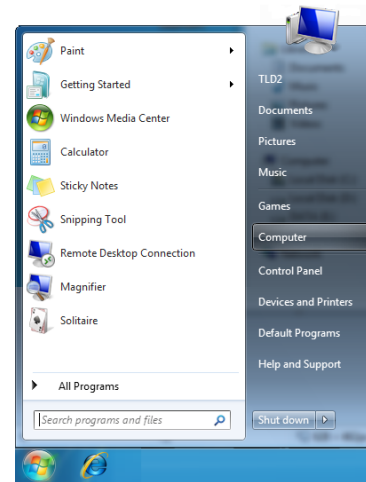 Paint
Getting Started
Windows Media Center
Calculator
Sticky Notes
Snipping Tool
Remote Desktop Connection
Magnifier
Solitaire
All Programs
Search programs and files
TLD2
Documents
Pictures
Music
Games
Computer
Control Panel
Devices and Printers
Default Programs
Help and Support
Shut down